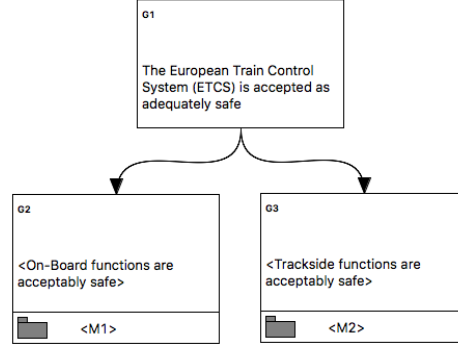 G1
The European Train Control
System (ETCS) is accepted as
adequately safe
G2
<On-Board functions are
acceptably safe>
<M1>
G3
<Trackside functions are
acceptably safe>
<M2>